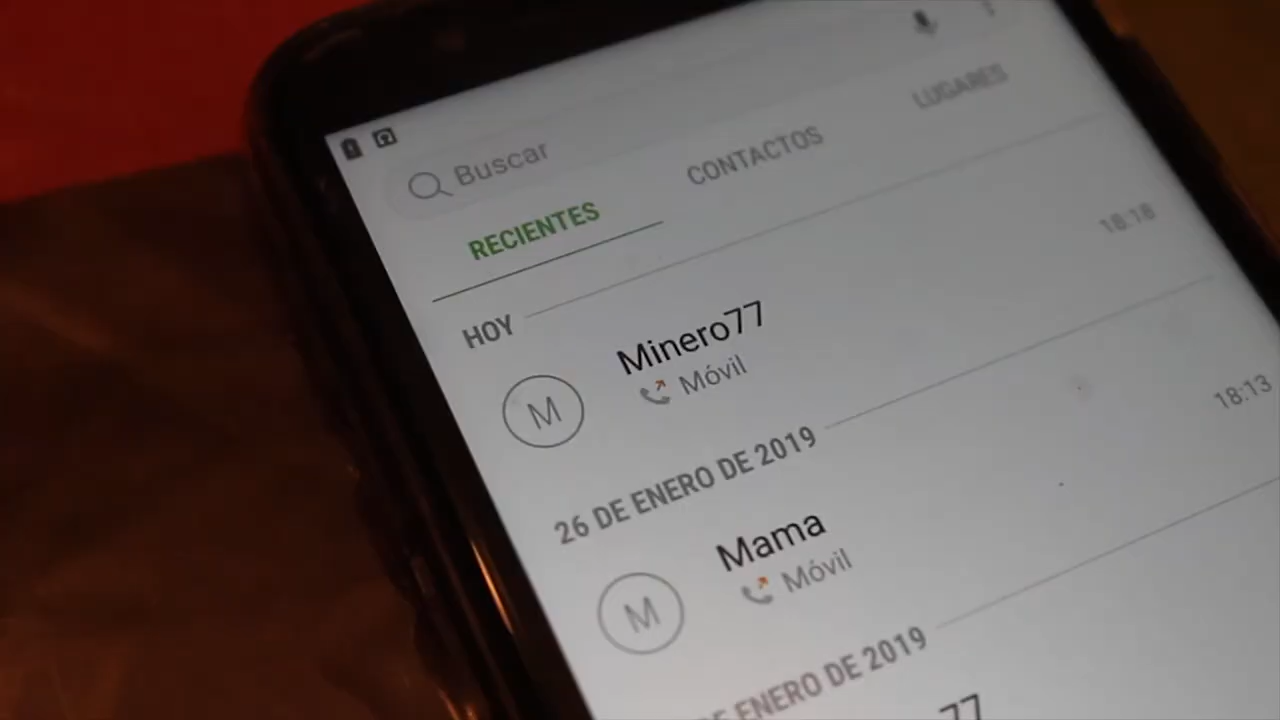 Buscar
RECIENTES
CONTACTOS
LUGARES
HOY
Minero77
18:18
Móvil
M
26 DE ENERO DE 2019
Mama
18:13
Móvil
M
DE ENERO DE 2019
77